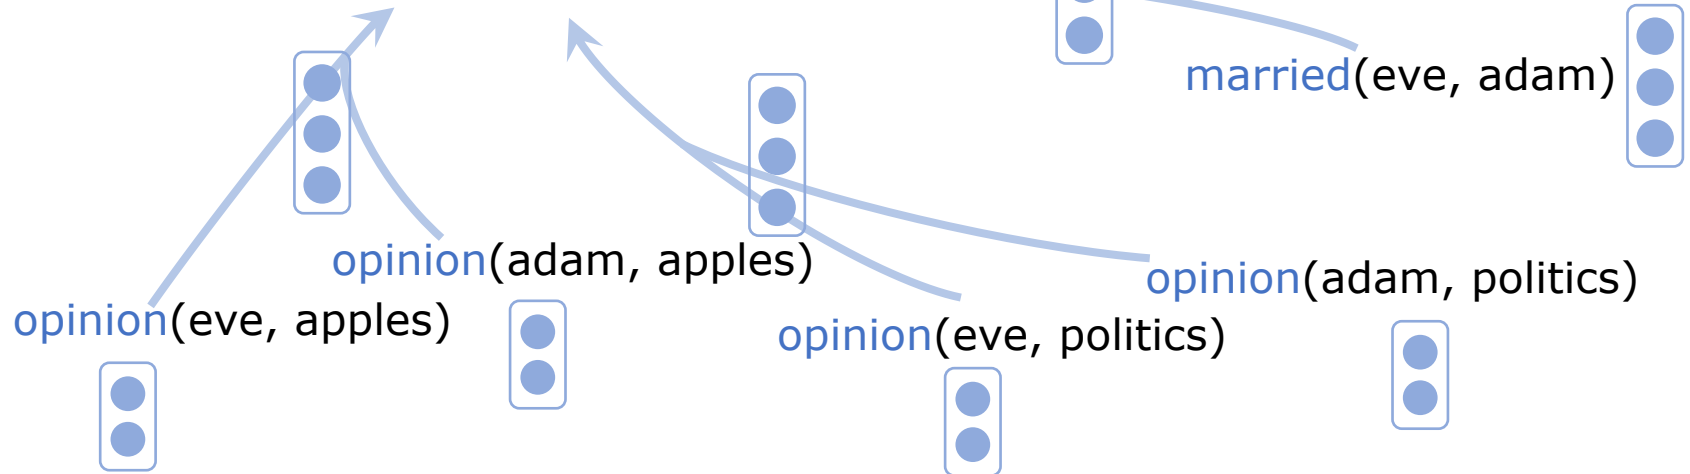 married(eve, adam)
opinion(adam, apples)
opinion(adam, politics)
opinion(eve, apples)
opinion(eve, politics)